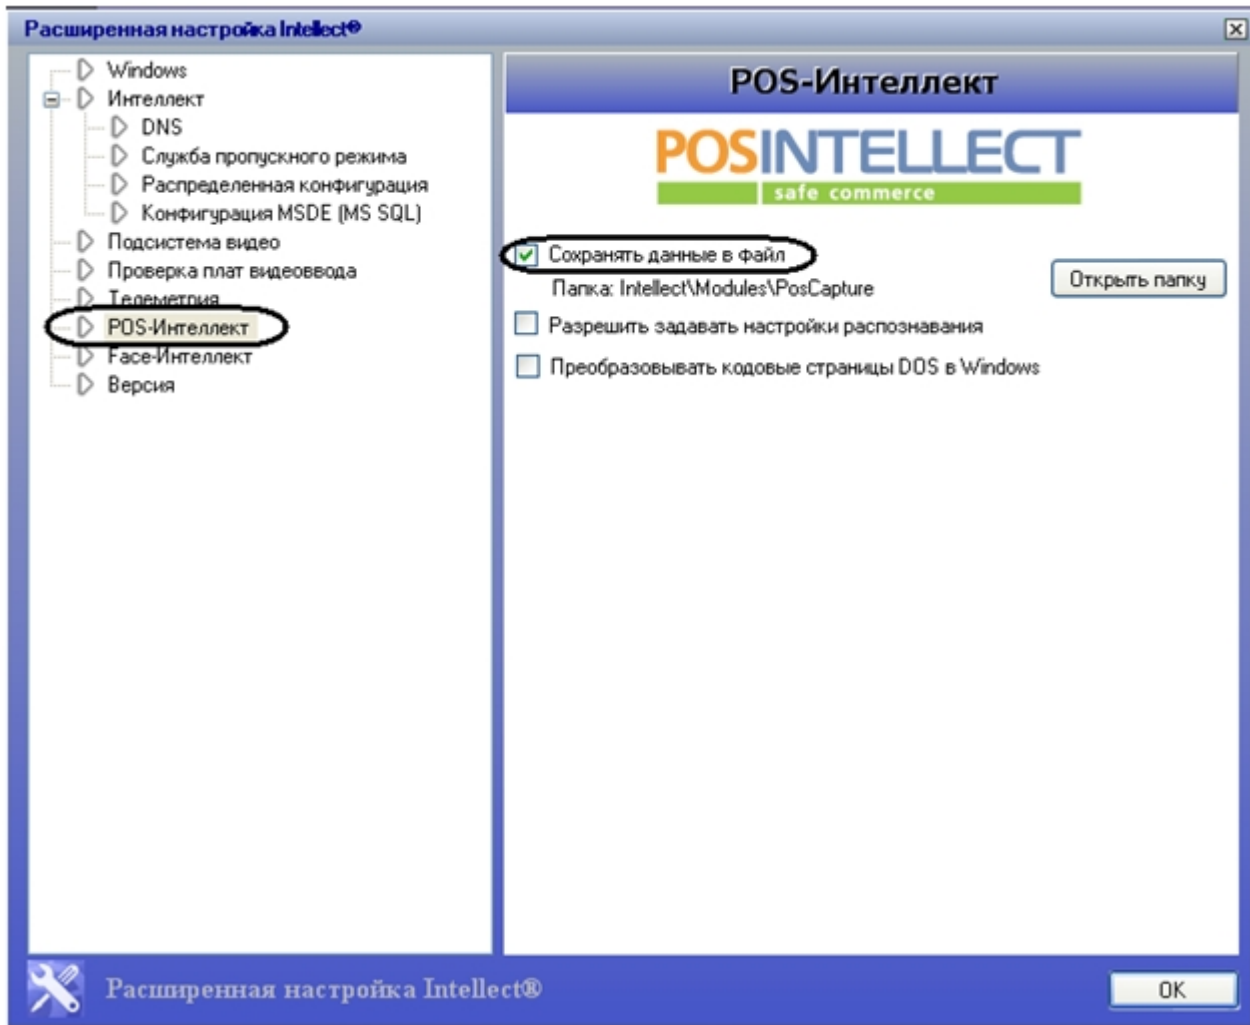 Расширенная настройка Intellect®
Windows
Интеллект
DNS
Служба пропускного режима
Распределенная конфигурация
Конфигурация MSDE (MS SQL)
Подсистема видео
Проверка плат видеоввода
Телеметрия
POS-Интеллект
Face-Интеллект
Версия
POS-Интеллект
POSINTELLECT
safe commerce
Сохранять данные в файл
Папка: Intellect\Modules\PosCapture
Открыть папку
Разрешить задавать настройки распознавания
Преобразовывать кодовые страницы DOS в Windows
Расширенная настройка Intellect®
OK